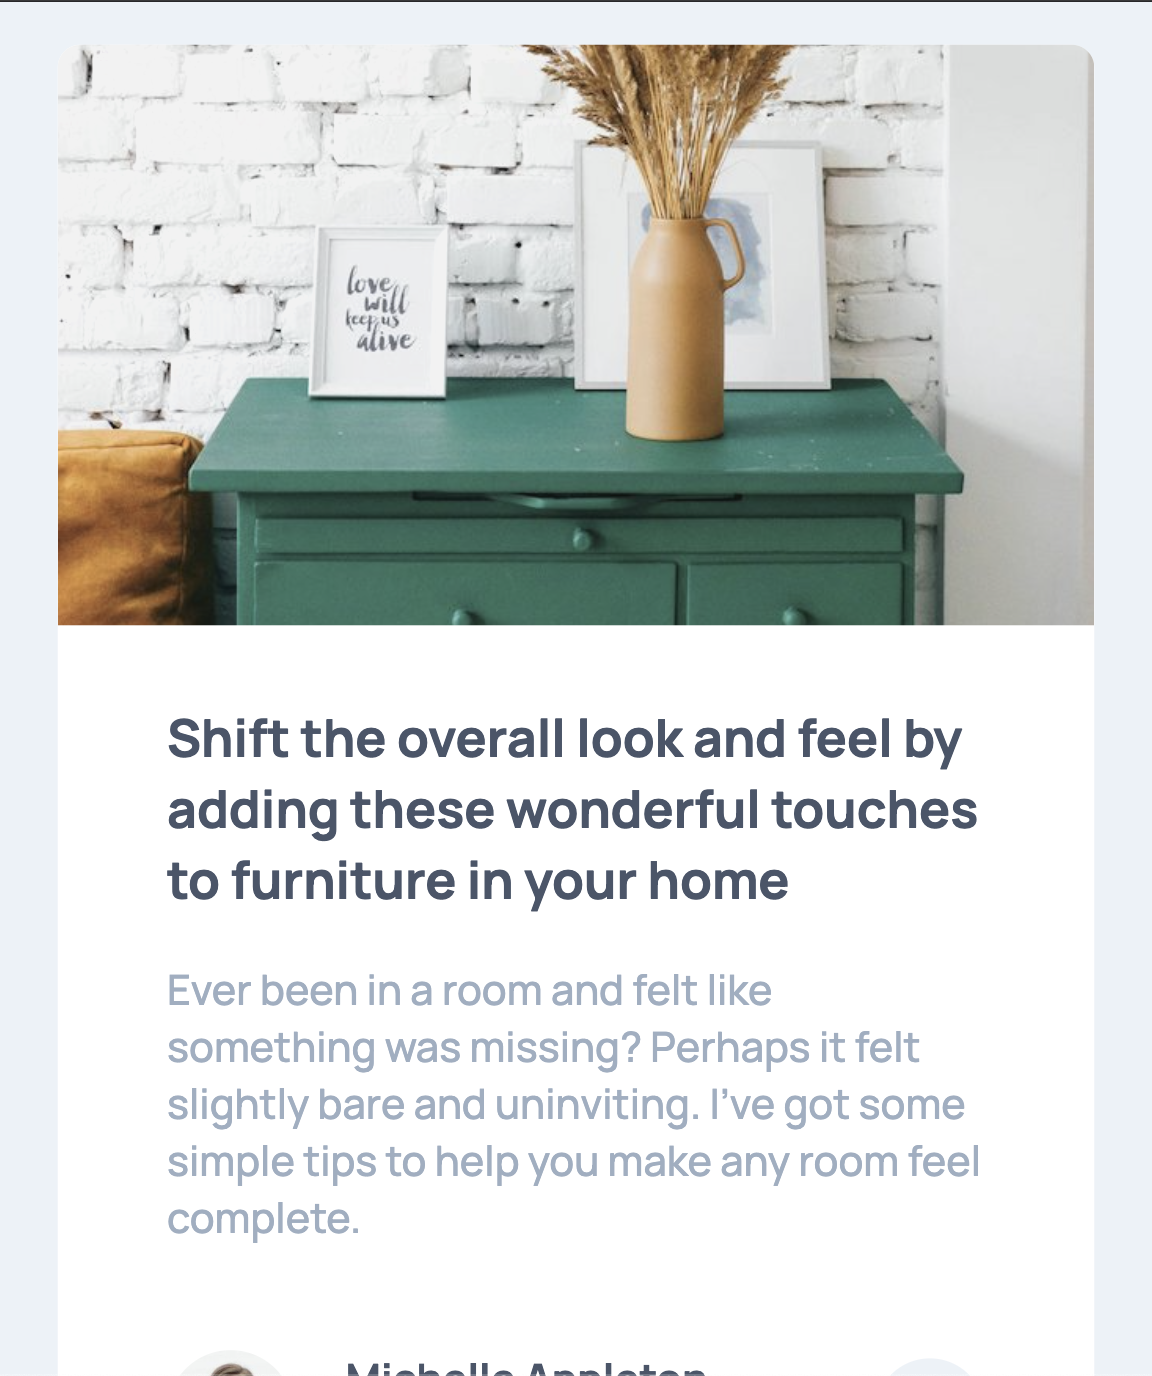 love
will
keep us
alive
Shift the overall look and feel by
adding these wonderful touches
to furniture in your home
Ever been in a room and felt like
something was missing? Perhaps it felt
slightly bare and uninviting. I’ve got some
simple tips to help you make any room feel
complete.
Michelle Appleton